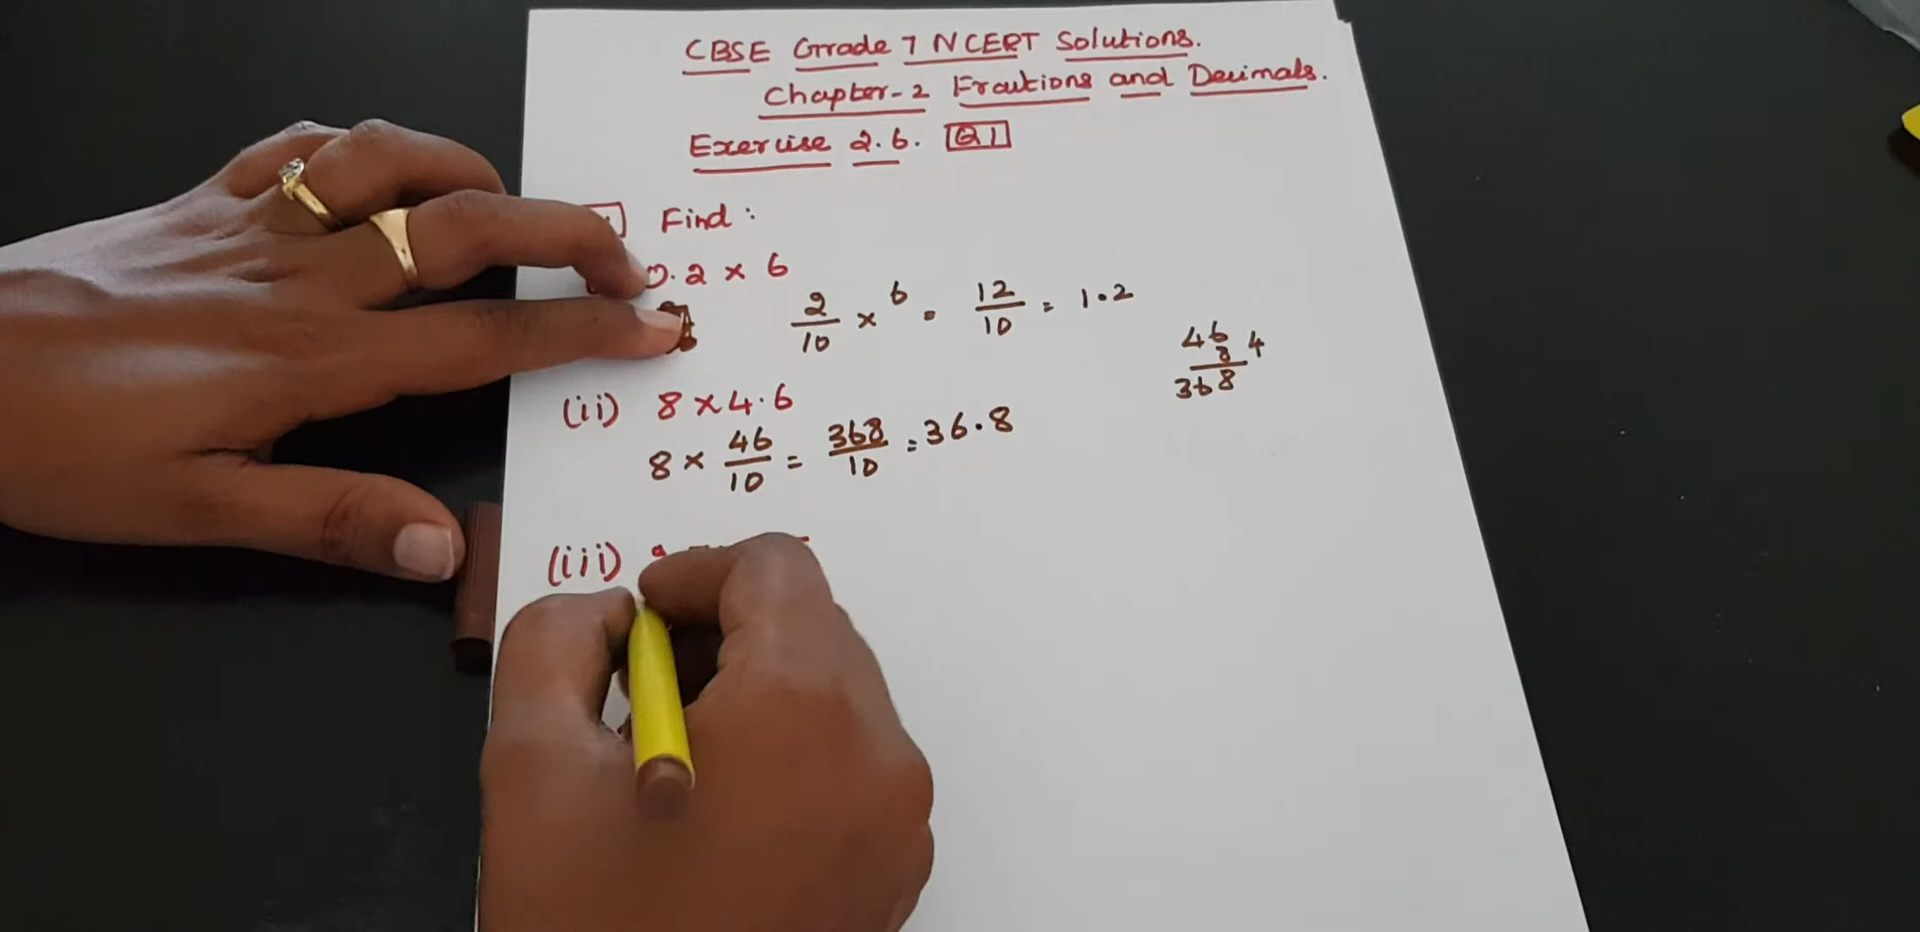 CBSE Grade 7 NCERT Solutions.
Chapter-2 Fractions and Decimals.
Exercise 2.6. Q1
Find :
0.2 × 6
2/10 × 6 = 12/10 = 1.2
46
8 4
368
(ii) 8 × 4.6
8 × 46/10 = 368/10 = 36.8
(iii)